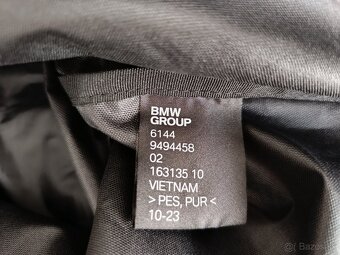 BMW
GROUP
6144
9494458
02
163135 10
VIETNAM
> PES, PUR <
10-23